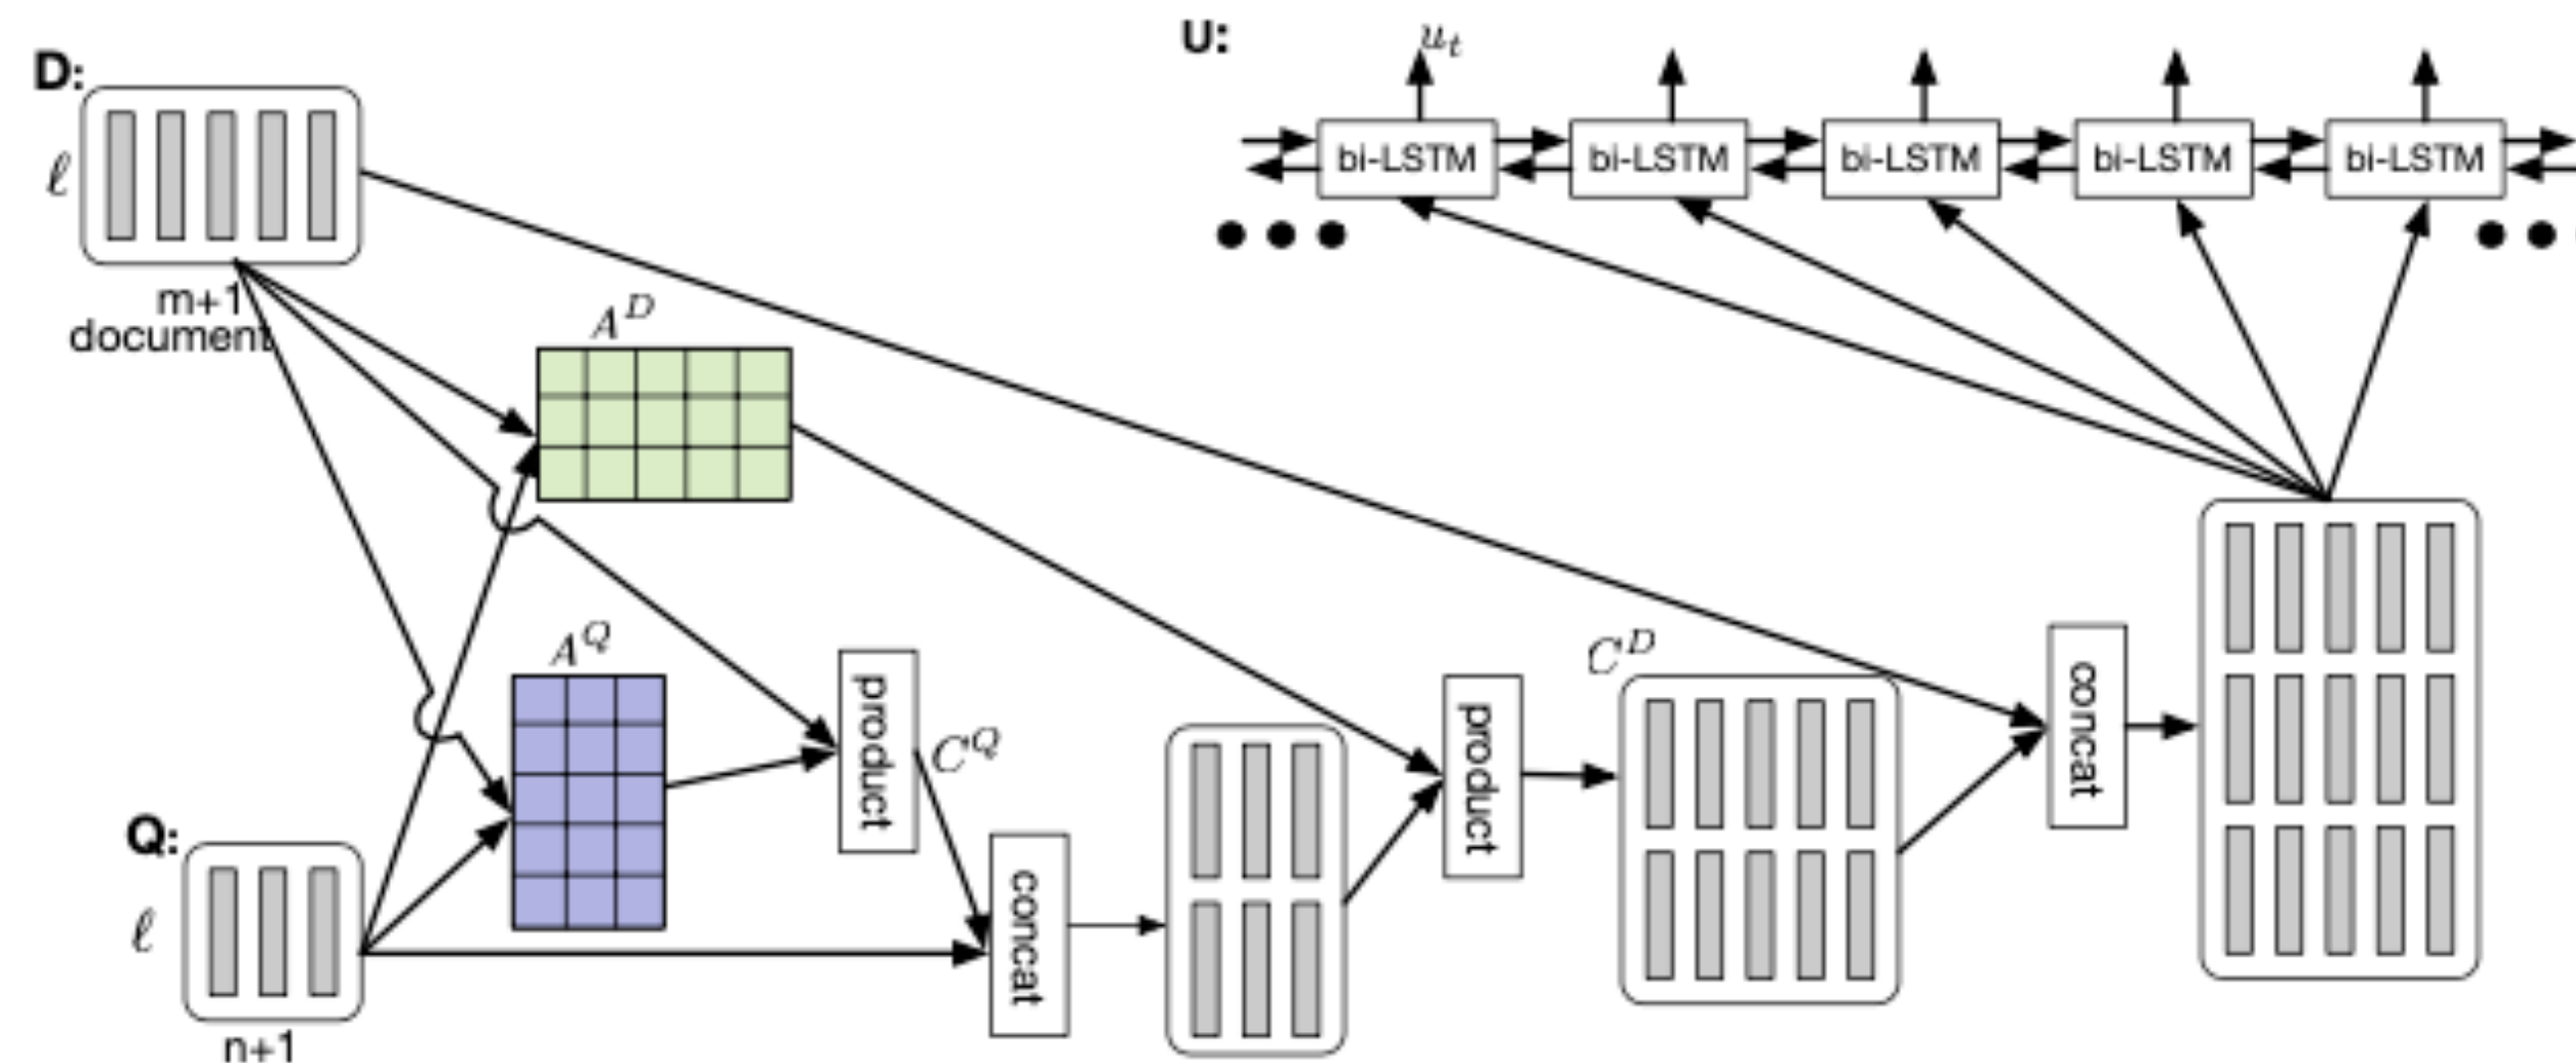 U:
u_t
D:
bi-LSTM bi-LSTM bi-LSTM bi-LSTM bi-LSTM
ℓ
m+1
document
A^D
A^Q
C^D
product
C^Q
product
concat
Q:
ℓ
concat
n+1